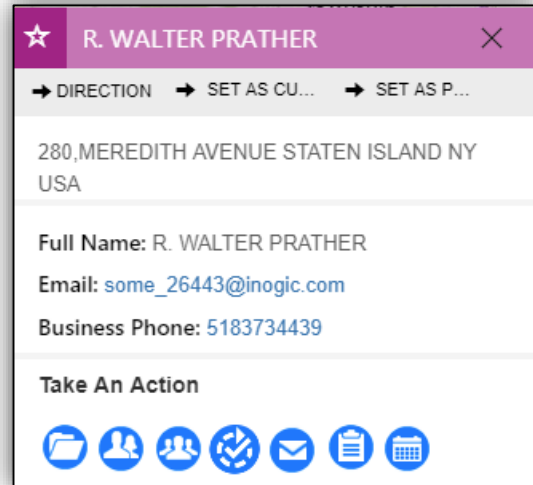 R. WALTER PRATHER
DIRECTION SET AS CU... SET AS P...
280,MEREDITH AVENUE STATEN ISLAND NY
USA
Full Name: R. WALTER PRATHER
Email: some_26443@inogic.com
Business Phone: 5183734439
Take An Action